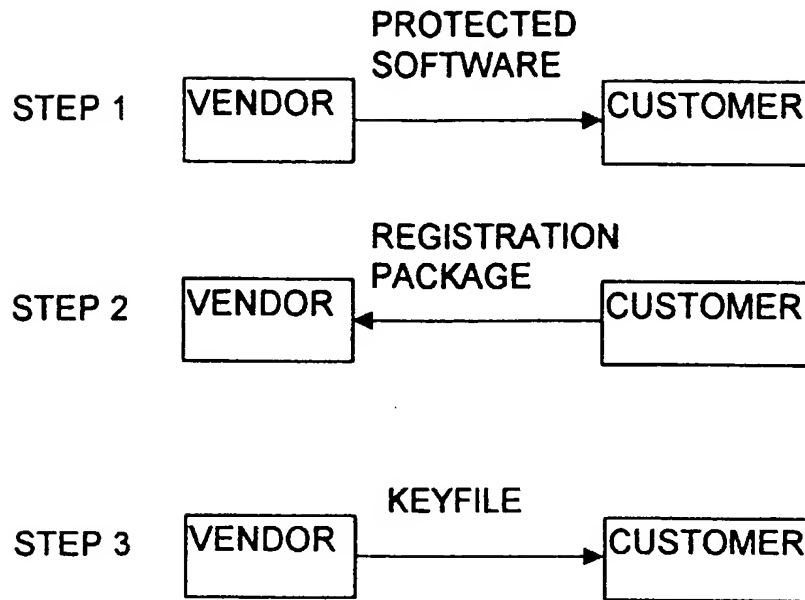 PROTECTED
SOFTWARE
STEP 1
VENDOR
CUSTOMER
REGISTRATION
PACKAGE
STEP 2
VENDOR
CUSTOMER
KEYFILE
STEP 3
VENDOR
CUSTOMER